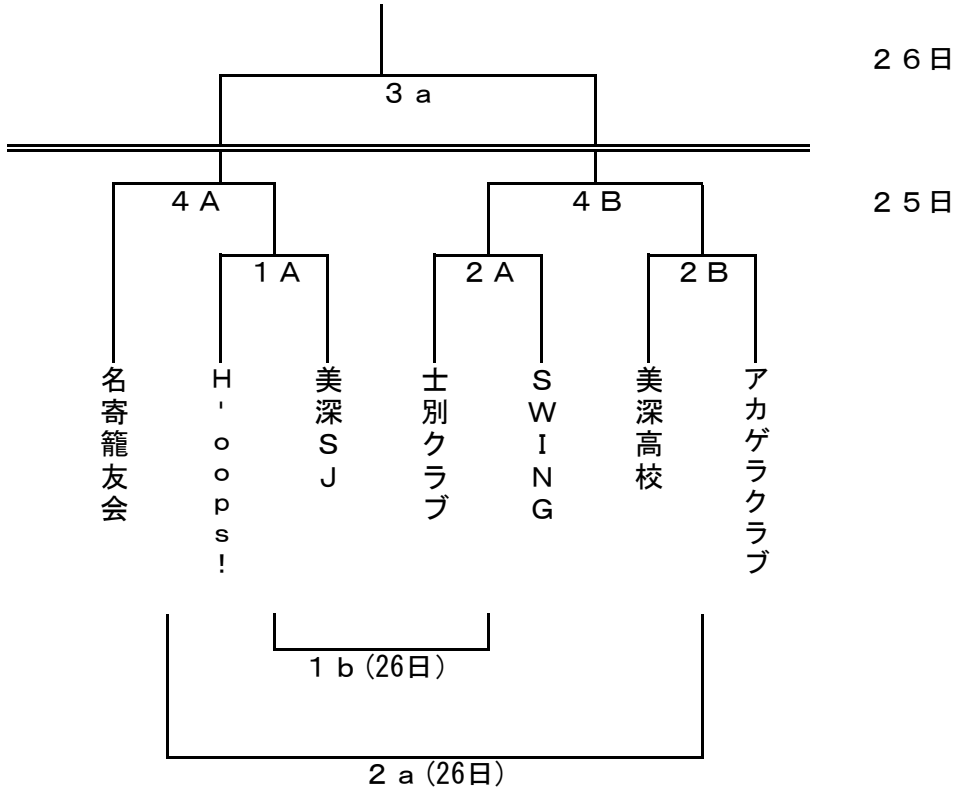 ２６日
３ａ
４Ａ
４Ｂ
２５日
１Ａ
２Ａ
２Ｂ
名寄籠友会
Ｈ'ｏｏｐｓ！
美深ＳＪ
士別クラブ
ＳＷＩＮＧ
美深高校
アカゲラクラブ
１ｂ（26日）
２ａ（26日）